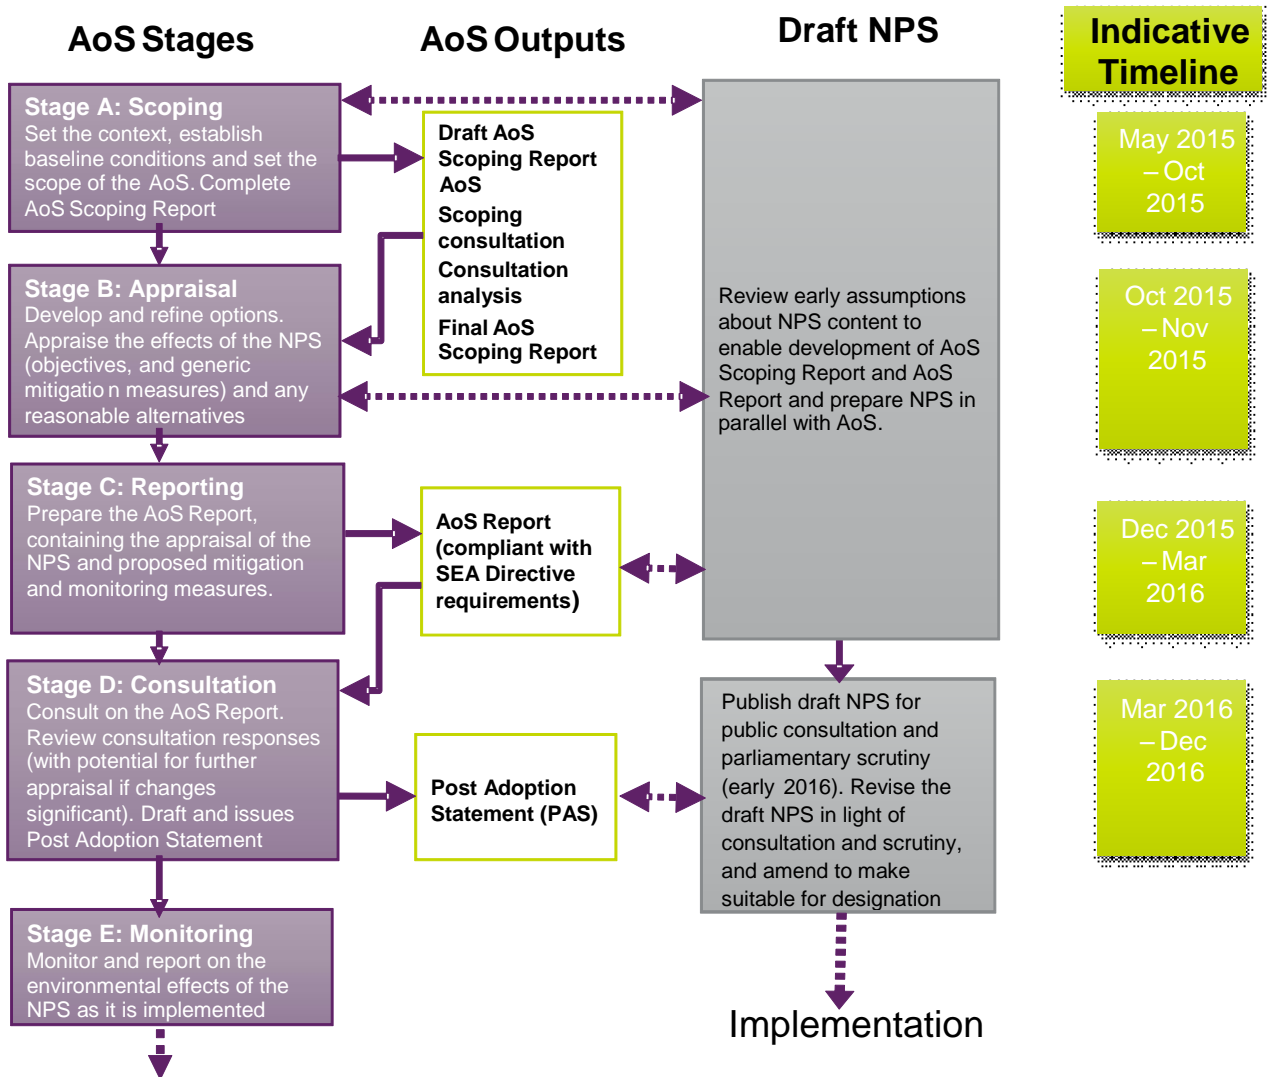 AoS Stages
AoS Outputs
Draft NPS
Indicative
Timeline
Stage A: Scoping
Set the context, establish
baseline conditions and set the
scope of the AoS. Complete
AoS Scoping Report
Draft AoS
Scoping Report
AoS
Scoping
consultation
Consultation
analysis
Final AoS
Scoping Report
May 2015
– Oct
2015
Stage B: Appraisal
Develop and refine options.
Appraise the effects of the NPS
(objectives, and generic
mitigatio n measures) and any
reasonable alternatives
Review early assumptions
about NPS content to
enable development of AoS
Scoping Report and AoS
Report and prepare NPS in
parallel with AoS.
Oct 2015
– Nov
2015
Stage C: Reporting
Prepare the AoS Report,
containing the appraisal of the
NPS and proposed mitigation
and monitoring measures.
AoS Report
(compliant with
SEA Directive
requirements)
Dec 2015
– Mar
2016
Stage D: Consultation
Consult on the AoS Report.
Review consultation responses
(with potential for further
appraisal if changes
significant). Draft and issues
Post Adoption Statement
Post Adoption
Statement (PAS)
Publish draft NPS for
public consultation and
parliamentary scrutiny
(early 2016). Revise the
draft NPS in light of
consultation and scrutiny,
and amend to make
suitable for designation
Mar 2016
– Dec
2016
Stage E: Monitoring
Monitor and report on the
environmental effects of the
NPS as it is implemented
Implementation